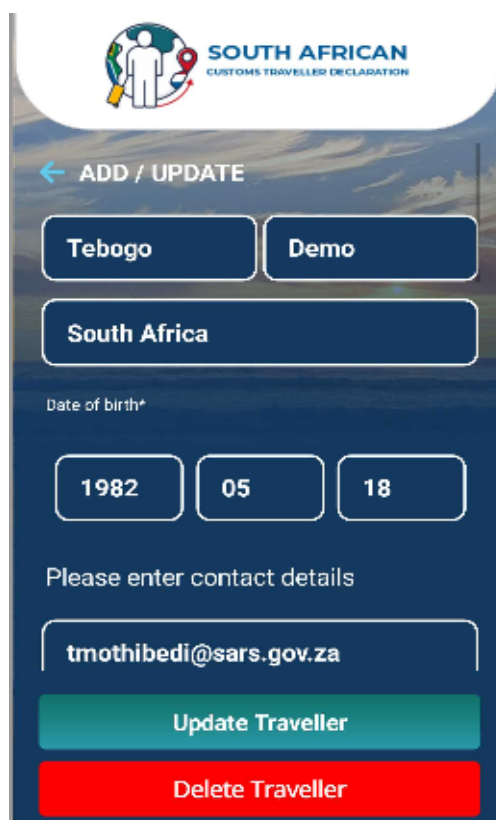 SOUTH AFRICAN
CUSTOMS TRAVELLER DECLARATION
ADD / UPDATE
Tebogo Demo
South Africa
Date of birth*
1982 05 18
Please enter contact details
tmothibedi@sars.gov.za
Update Traveller
Delete Traveller